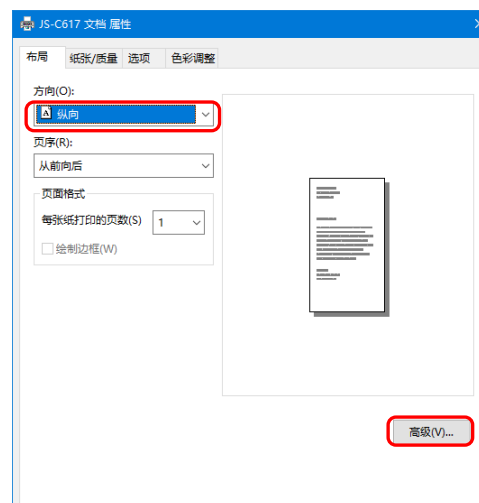 JS-C617 文档 属性
布局 纸张/质量 选项 色彩调整
方向(O):
A 纵向
页序(R):
从前向后
页面格式
每张纸打印的页数(S) 1
绘制边框(W)
高级(V)...